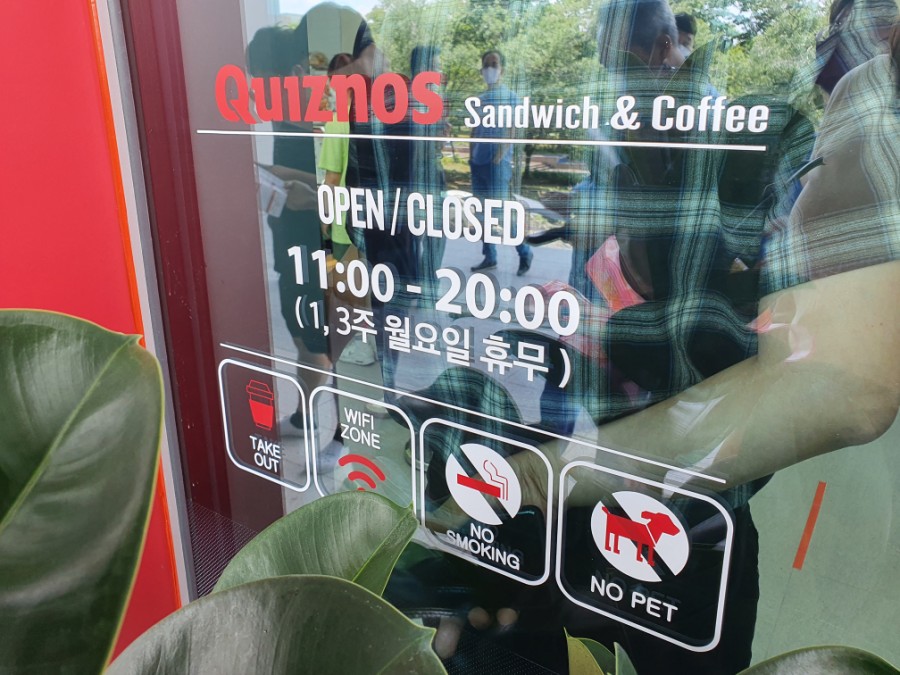 Quiznos Sandwich & Coffee
OPEN / CLOSED
11:00 - 20:00
( 1, 3주 월요일 휴무 )
TAKE
OUT
WIFI
ZONE
NO
SMOKING
NO PET